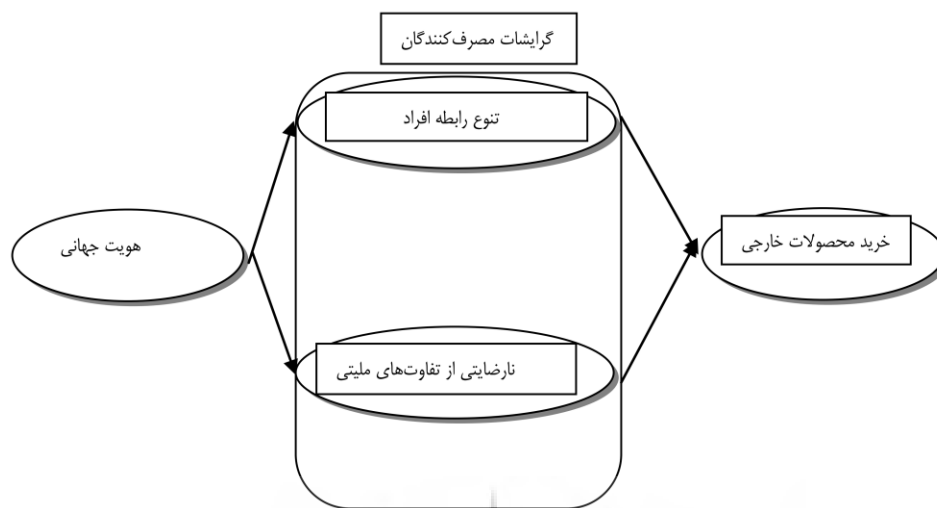 گرایشات مصرف‌کنندگان
تنوع رابطه افراد
هویت جهانی
خرید محصولات خارجی
نارضایتی از تفاوت‌های ملیتی